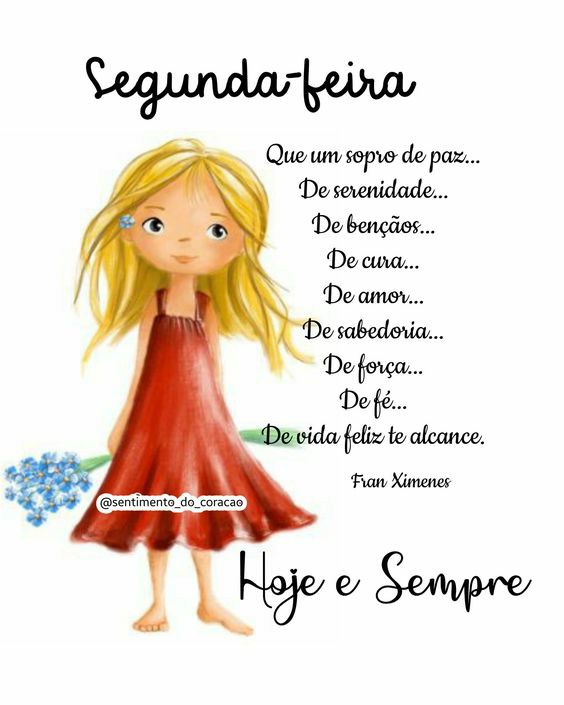 Segunda-feira
Que um sopro de paz...
De serenidade...
De bençãos...
De cura...
De amor...
De sabedoria...
De força...
De fé...
De vida feliz te alcance.
Fran Ximenes
@sentimento_do_coracao
Hoje e Sempre